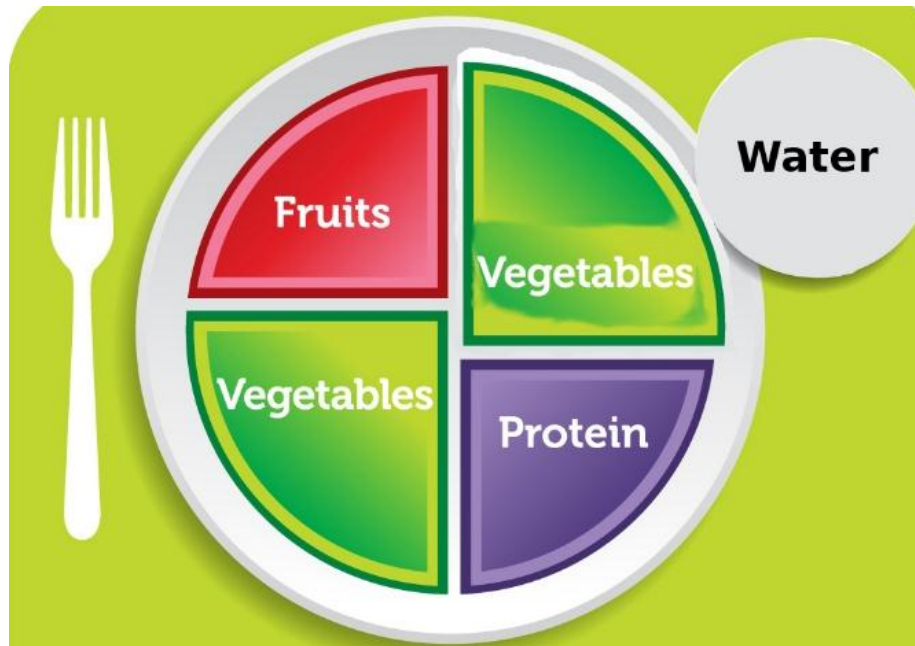 Water
Fruits
Vegetables
Vegetables
Protein